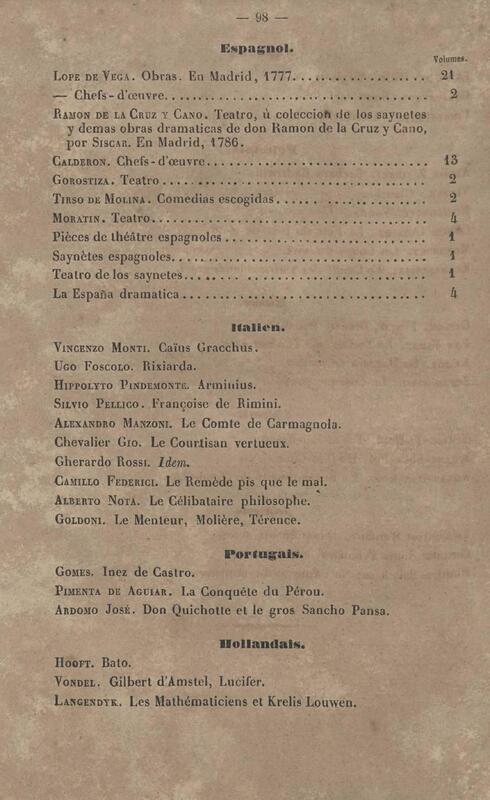 — 98 —
Espagnol.
Volumes.
LOPE DE VEGA. Obras. En Madrid, 1777.................. 21
— Chefs-d'œuvre................................... 2
RAMON DE LA CRUZ Y CANO. Teatro, ú coleccion de los saynetes
y demas obras dramaticas de don Ramon de la Cruz y Cano,
por SISCAR. En Madrid, 1786.
CALDERON. Chefs-d'œuvre............................. 13
GOROSTIZA. Teatro................................... 2
TIRSO DE MOLINA. Comedias escogidas.................. 2
MORATIN. Teatro..................................... 4
Pièces de théâtre espagnoles........................... 1
Saynètes espagnoles................................... 1
Teatro de los saynetes................................. 1
La España dramatica.................................. 4
Italien.
VINCENZO MONTI. Caïus Gracchus.
UGO FOSCOLO. Rixiarda.
HIPPOLYTO PINDEMONTE. Arminius.
SILVIO PELLICO. Françoise de Rimini.
ALEXANDRO MANZONI. Le Comte de Carmagnola.
Chevalier GIO. Le Courtisan vertueux.
Gherardo ROSSI. Idem.
CAMILLO FEDERICI. Le Remède pis que le mal.
ALBERTO NOTA. Le Célibataire philosophe.
GOLDONI. Le Menteur, Molière, Térence.
Portugais.
GOMES. Inez de Castro.
PIMENTA DE AGUIAR. La Conquête du Pérou.
ARDOMO JOSÉ. Don Quichotte et le gros Sancho Pansa.
Hollandais.
HOOFT. Bato.
VONDEL. Gilbert d'Amstel, Lucifer.
LANGENDYK. Les Mathématiciens et Krelis Louwen.